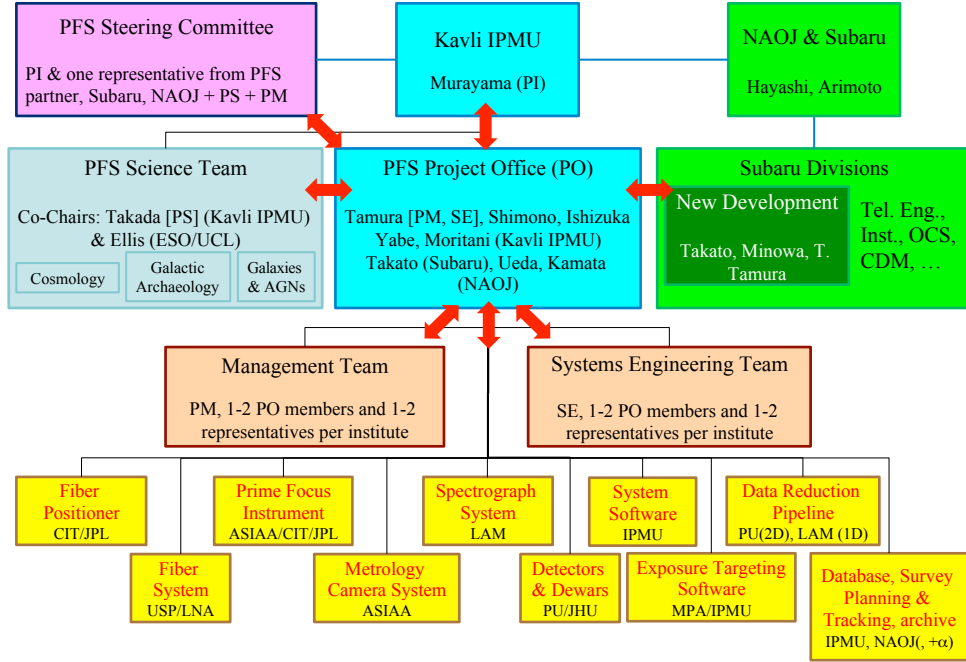 PFS Steering Committee
PI & one representative from PFS
partner, Subaru, NAOJ + PS + PM
Kavli IPMU
Murayama (PI)
NAOJ & Subaru
Hayashi, Arimoto
PFS Science Team
Co-Chairs: Takada [PS] (Kavli IPMU)
& Ellis (ESO/UCL)
Cosmology
Galactic
Archaeology
Galaxies
& AGNs
PFS Project Office (PO)
Tamura [PM, SE], Shimono, Ishizuka
Yabe, Moritani (Kavli IPMU)
Takato (Subaru), Ueda, Kamata
(NAOJ)
Subaru Divisions
New Development
Takato, Minowa, T.
Tamura
Tel. Eng.,
Inst., OCS,
CDM, …
Management Team
PM, 1-2 PO members and 1-2
representatives per institute
Systems Engineering Team
SE, 1-2 PO members and 1-2
representatives per institute
Fiber
Positioner
CIT/JPL
Prime Focus
Instrument
ASIAA/CIT/JPL
Spectrograph
System
LAM
System
Software
IPMU
Data Reduction
Pipeline
PU(2D), LAM (1D)
Fiber
System
USP/LNA
Metrology
Camera System
ASIAA
Detectors
& Dewars
PU/JHU
Exposure Targeting
Software
MPA/IPMU
Database, Survey
Planning &
Tracking, archive
IPMU, NAOJ(, +α)